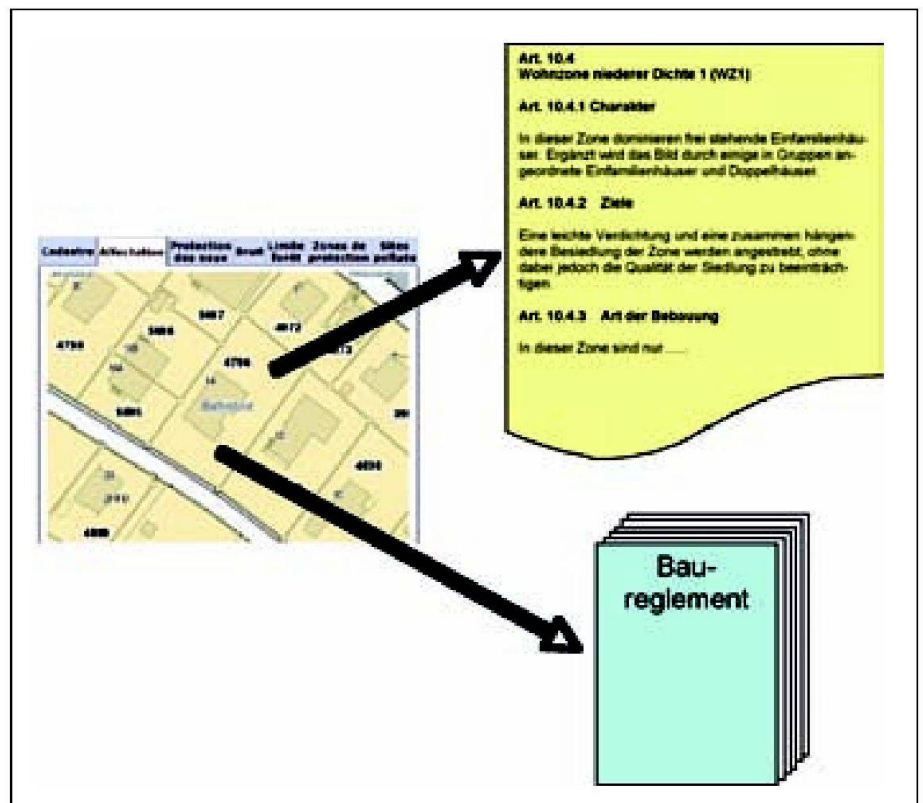 Art. 10.4
Wohnzone niederer Dichte 1 (WZ1)
Art. 10.4.1 Charakter
In dieser Zone dominieren frei stehende Einfamilienhäu-
ser. Ergänzt wird das Bild durch einige in Gruppen an-
geordnete Einfamilienhäuser und Doppelhäuser.
Art. 10.4.2 Ziele
Eine leichte Verdichtung und eine zusammen hängen-
dere Besiedlung der Zone werden angestrebt, ohne
dabei jedoch die Qualität der Siedlung zu beeinträch-
tigen.
Art. 10.4.3 Art der Bebauung
In dieser Zone sind nur .....
Cadastre Affectation Protection des eaux Bruit Limite forêt Zones de protection Sites pollués
4798
4796
4872
Bau-
reglement